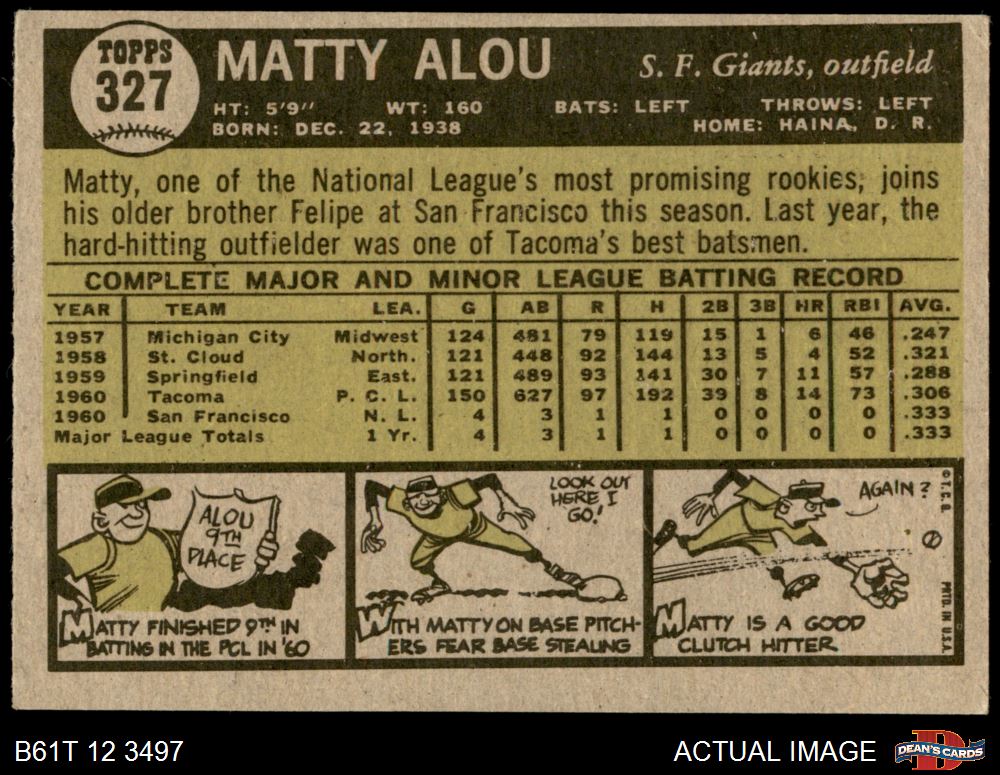 TOPPS
327
MATTY ALOU
S. F. Giants, outfield
HT: 5'9" WT: 160 BATS: LEFT THROWS: LEFT
BORN: DEC. 22, 1938 HOME: HAINA, D. R.
Matty, one of the National League's most promising rookies, joins
his older brother Felipe at San Francisco this season. Last year, the
hard-hitting outfielder was one of Tacoma's best batsmen.
COMPLETE MAJOR AND MINOR LEAGUE BATTING RECORD
YEAR TEAM LEA. G AB R H 2B 3B HR RBI AVG.
1957 Michigan City Midwest 124 481 79 119 15 1 6 46 .247
1958 St. Cloud North. 121 448 92 144 13 5 4 52 .321
1959 Springfield East. 121 489 93 141 30 7 11 57 .288
1960 Tacoma P. C. L. 150 627 97 192 39 8 14 73 .306
1960 San Francisco N. L. 4 3 1 1 0 0 0 0 .333
Major League Totals 1 Yr. 4 3 1 1 0 0 0 0 .333
ALOU
9TH
PLACE
MATTY FINISHED 9TH IN
BATTING IN THE PCL IN '60
LOOK OUT
HERE I
GO!
WITH MATTY ON BASE PITCH-
ERS FEAR BASE STEALING
AGAIN?
MATTY IS A GOOD
CLUTCH HITTER
© T. C. G. PRTD. IN U.S.A.
B61T 12 3497
ACTUAL IMAGE
DEAN'S CARDS